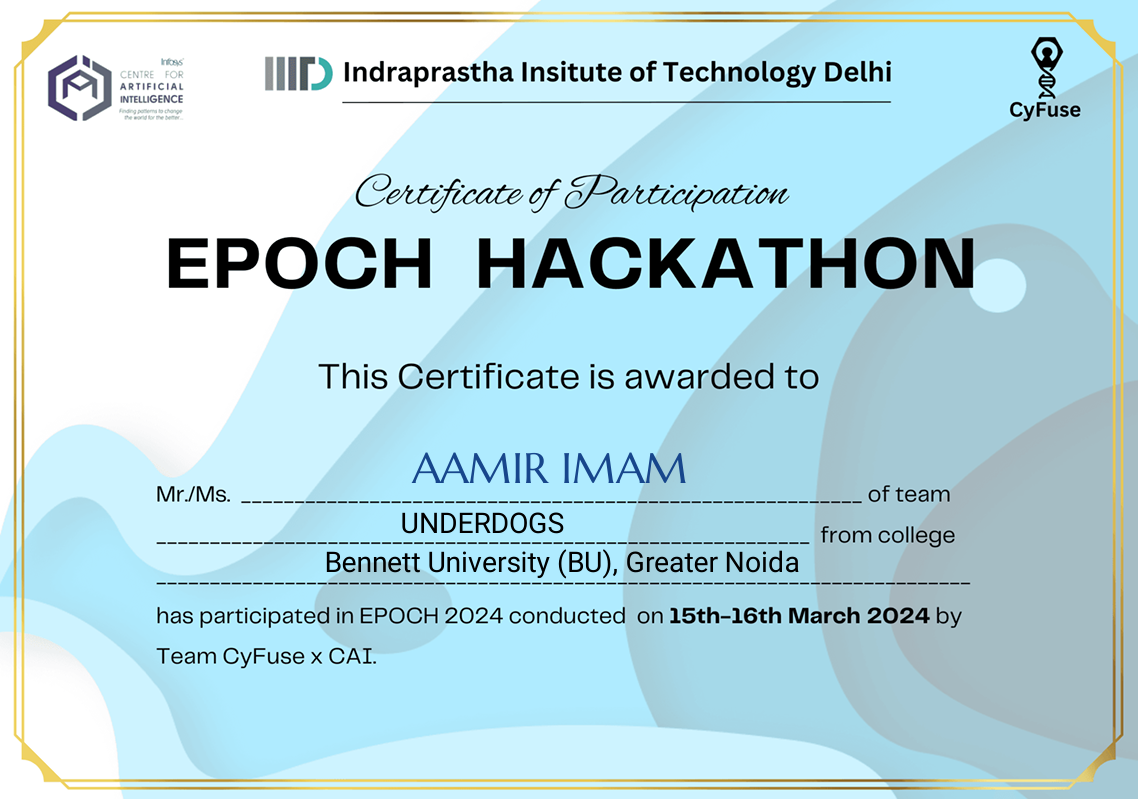 Infosys
CENTRE FOR
ARTIFICIAL
INTELLIGENCE
Finding patterns to change
the world for the better...
IIID Indraprastha Insitute of Technology Delhi
CyFuse
Certificate of Participation
EPOCH HACKATHON
This Certificate is awarded to
AAMIR IMAM
Mr./Ms. ____________________ of team
UNDERDOGS
____________________ from college
Bennett University (BU), Greater Noida
has participated in EPOCH 2024 conducted on 15th-16th March 2024 by
Team CyFuse x CAI.